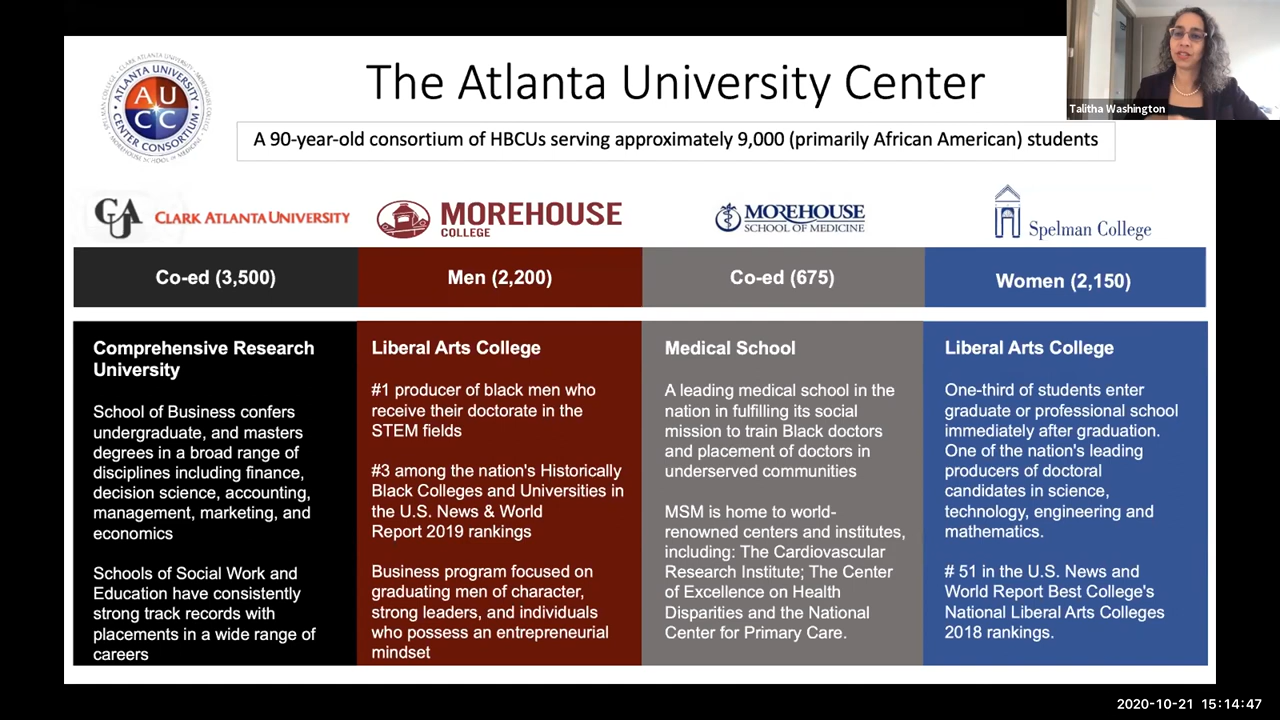 The Atlanta University Center
Talitha Washington
A 90-year-old consortium of HBCUs serving approximately 9,000 (primarily African American) students
ATLANTA UNIVERSITY
CENTER CONSORTIUM
AU
CC
CAU
CLARK ATLANTA UNIVERSITY
MOREHOUSE
COLLEGE
MOREHOUSE
SCHOOL OF MEDICINE
Spelman College
Co-ed (3,500)
Men (2,200)
Co-ed (675)
Women (2,150)
Comprehensive Research
University
School of Business confers
undergraduate, and masters
degrees in a broad range of
disciplines including finance,
decision science, accounting,
management, marketing, and
economics
Schools of Social Work and
Education have consistently
strong track records with
placements in a wide range of
careers
Liberal Arts College
#1 producer of black men who
receive their doctorate in the
STEM fields
#3 among the nation's Historically
Black Colleges and Universities in
the U.S. News & World
Report 2019 rankings
Business program focused on
graduating men of character,
strong leaders, and individuals
who possess an entrepreneurial
mindset
Medical School
A leading medical school in the
nation in fulfilling its social
mission to train Black doctors
and placement of doctors in
underserved communities
MSM is home to world-
renowned centers and institutes,
including: The Cardiovascular
Research Institute; The Center
of Excellence on Health
Disparities and the National
Center for Primary Care.
Liberal Arts College
One-third of students enter
graduate or professional school
immediately after graduation.
One of the nation's leading
producers of doctoral
candidates in science,
technology, engineering and
mathematics.
# 51 in the U.S. News and
World Report Best College's
National Liberal Arts Colleges
2018 rankings.
2020-10-21 15:14:47